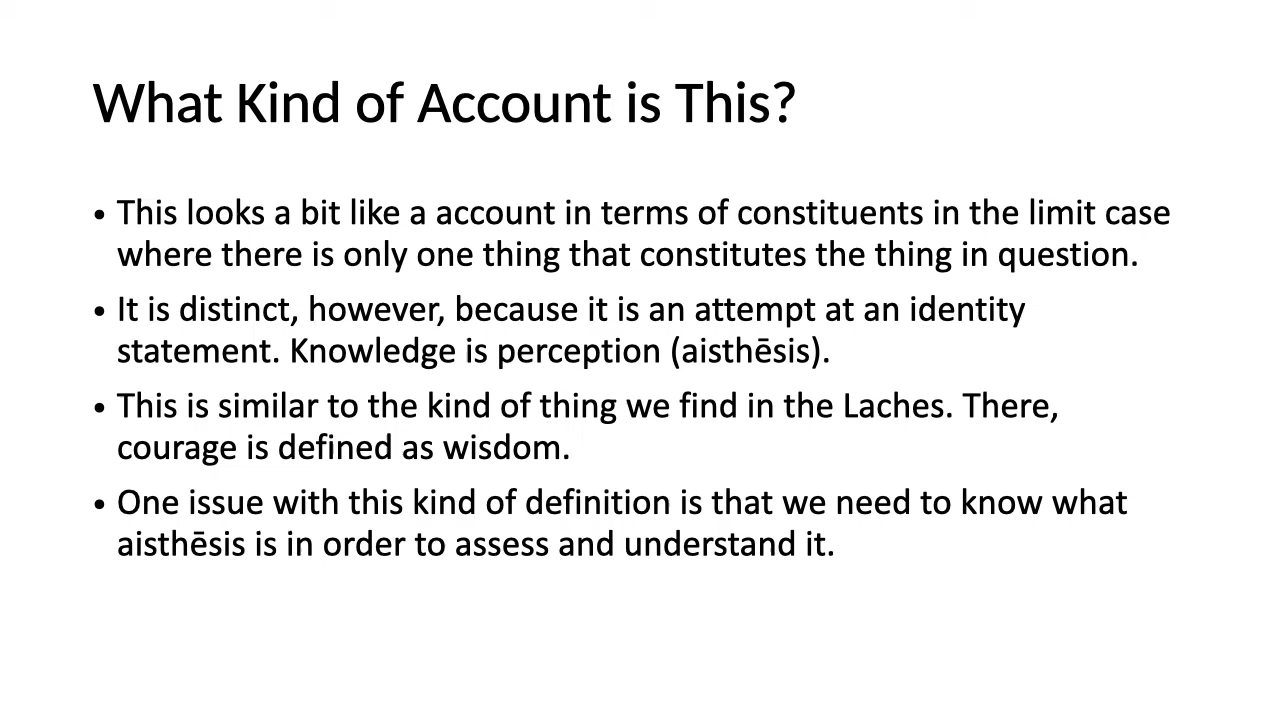 What Kind of Account is This?
• This looks a bit like a account in terms of constituents in the limit case
where there is only one thing that constitutes the thing in question.
• It is distinct, however, because it is an attempt at an identity
statement. Knowledge is perception (aisthēsis).
• This is similar to the kind of thing we find in the Laches. There,
courage is defined as wisdom.
• One issue with this kind of definition is that we need to know what
aisthēsis is in order to assess and understand it.